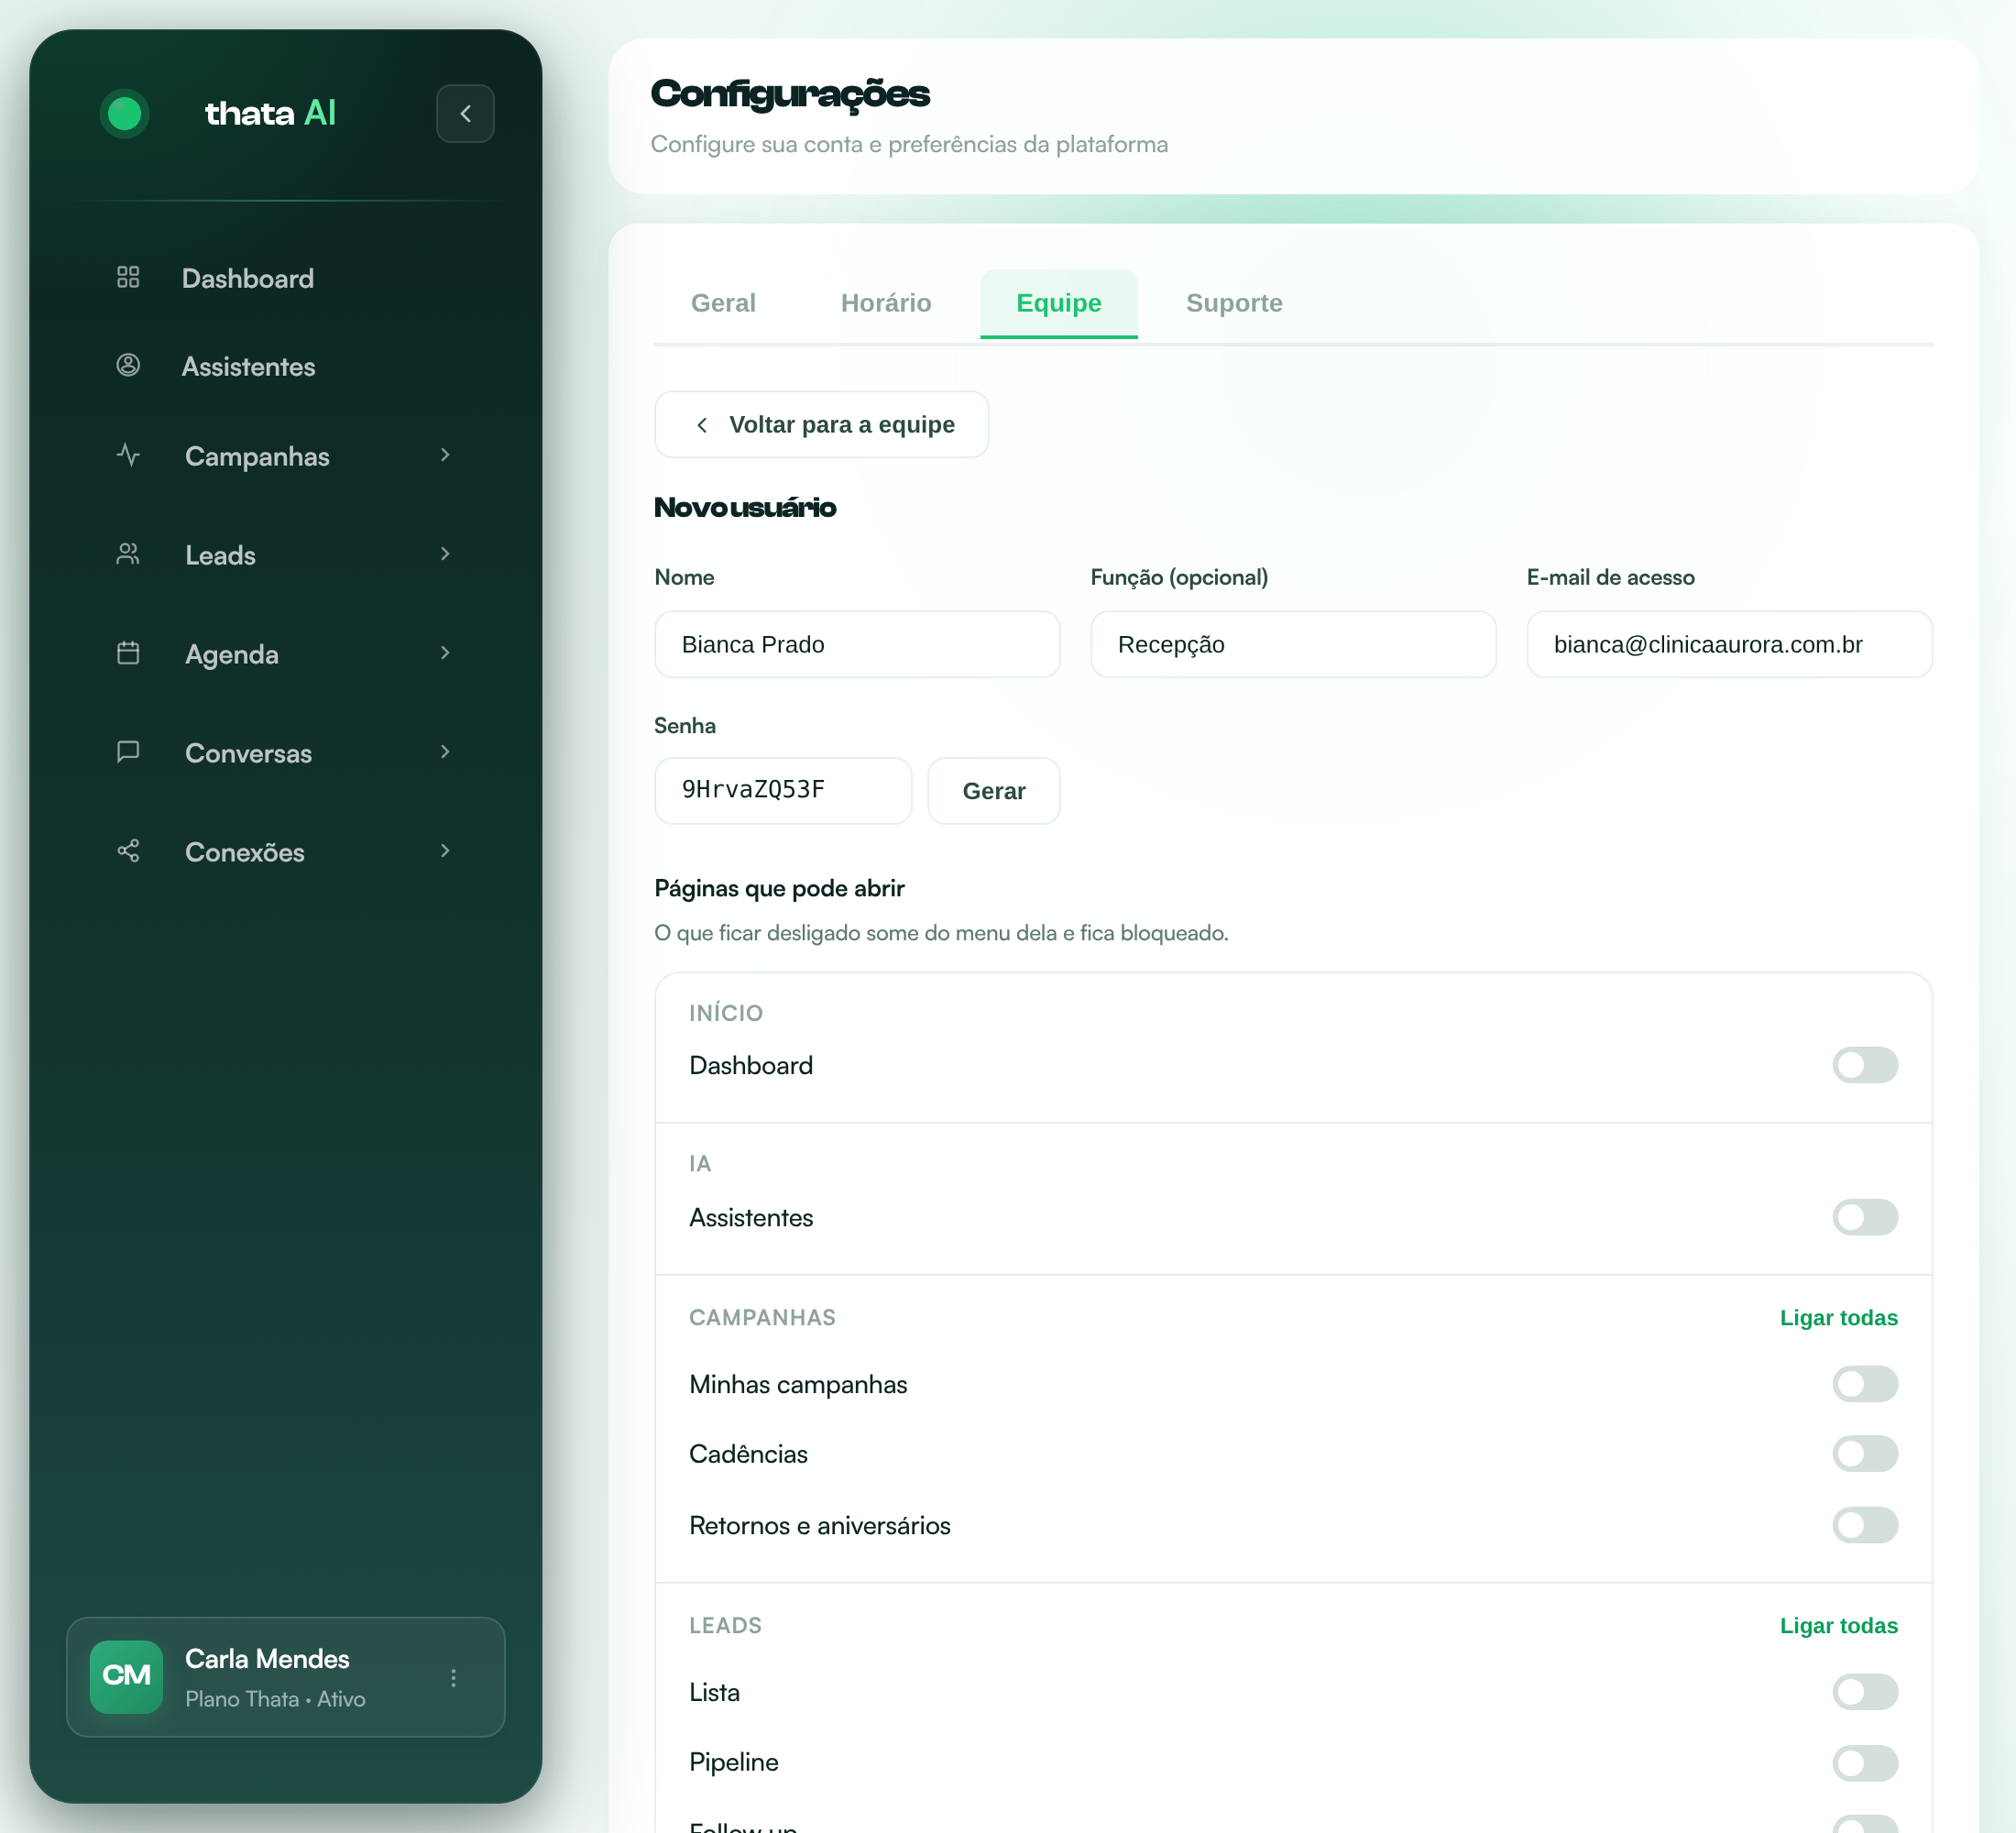 thata AI
Dashboard
Assistentes
Campanhas
Leads
Agenda
Conversas
Conexões
CM
Carla Mendes
Plano Thata • Ativo
Configurações
Configure sua conta e preferências da plataforma
Geral Horário Equipe Suporte
Voltar para a equipe
Novo usuário
Nome Função (opcional) E-mail de acesso
Bianca Prado Recepção bianca@clinicaaurora.com.br
Senha
9HrvaZQ53F Gerar
Páginas que pode abrir
O que ficar desligado some do menu dela e fica bloqueado.
INÍCIO
Dashboard
IA
Assistentes
CAMPANHAS Ligar todas
Minhas campanhas
Cadências
Retornos e aniversários
LEADS Ligar todas
Lista
Pipeline